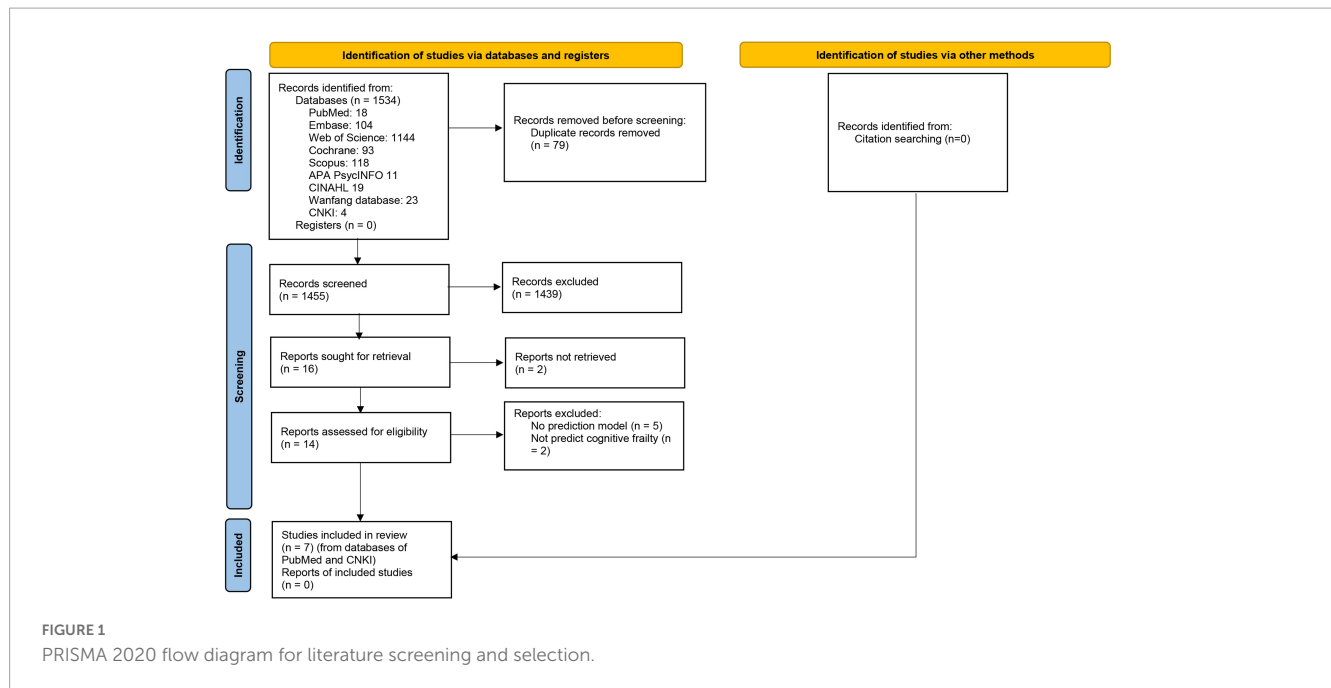 Identification of studies via databases and registers
Identification of studies via other methods
Identification
Records identified from:
Databases (n = 1534)
PubMed: 18
Embase: 104
Web of Science: 1144
Cochrane: 93
Scopus: 118
APA PsycINFO 11
CINAHL 19
Wanfang database: 23
CNKI: 4
Registers (n = 0)
Records removed before screening:
Duplicate records removed
(n = 79)
Records identified from:
Citation searching (n=0)
Screening
Records screened
(n = 1455)
Records excluded
(n = 1439)
Reports sought for retrieval
(n = 16)
Reports not retrieved
(n = 2)
Reports assessed for eligibility
(n = 14)
Reports excluded:
No prediction model (n = 5)
Not predict cognitive frailty (n
= 2)
Included
Studies included in review
(n = 7) (from databases of
PubMed and CNKI)
Reports of included studies
(n = 0)
FIGURE 1
PRISMA 2020 flow diagram for literature screening and selection.